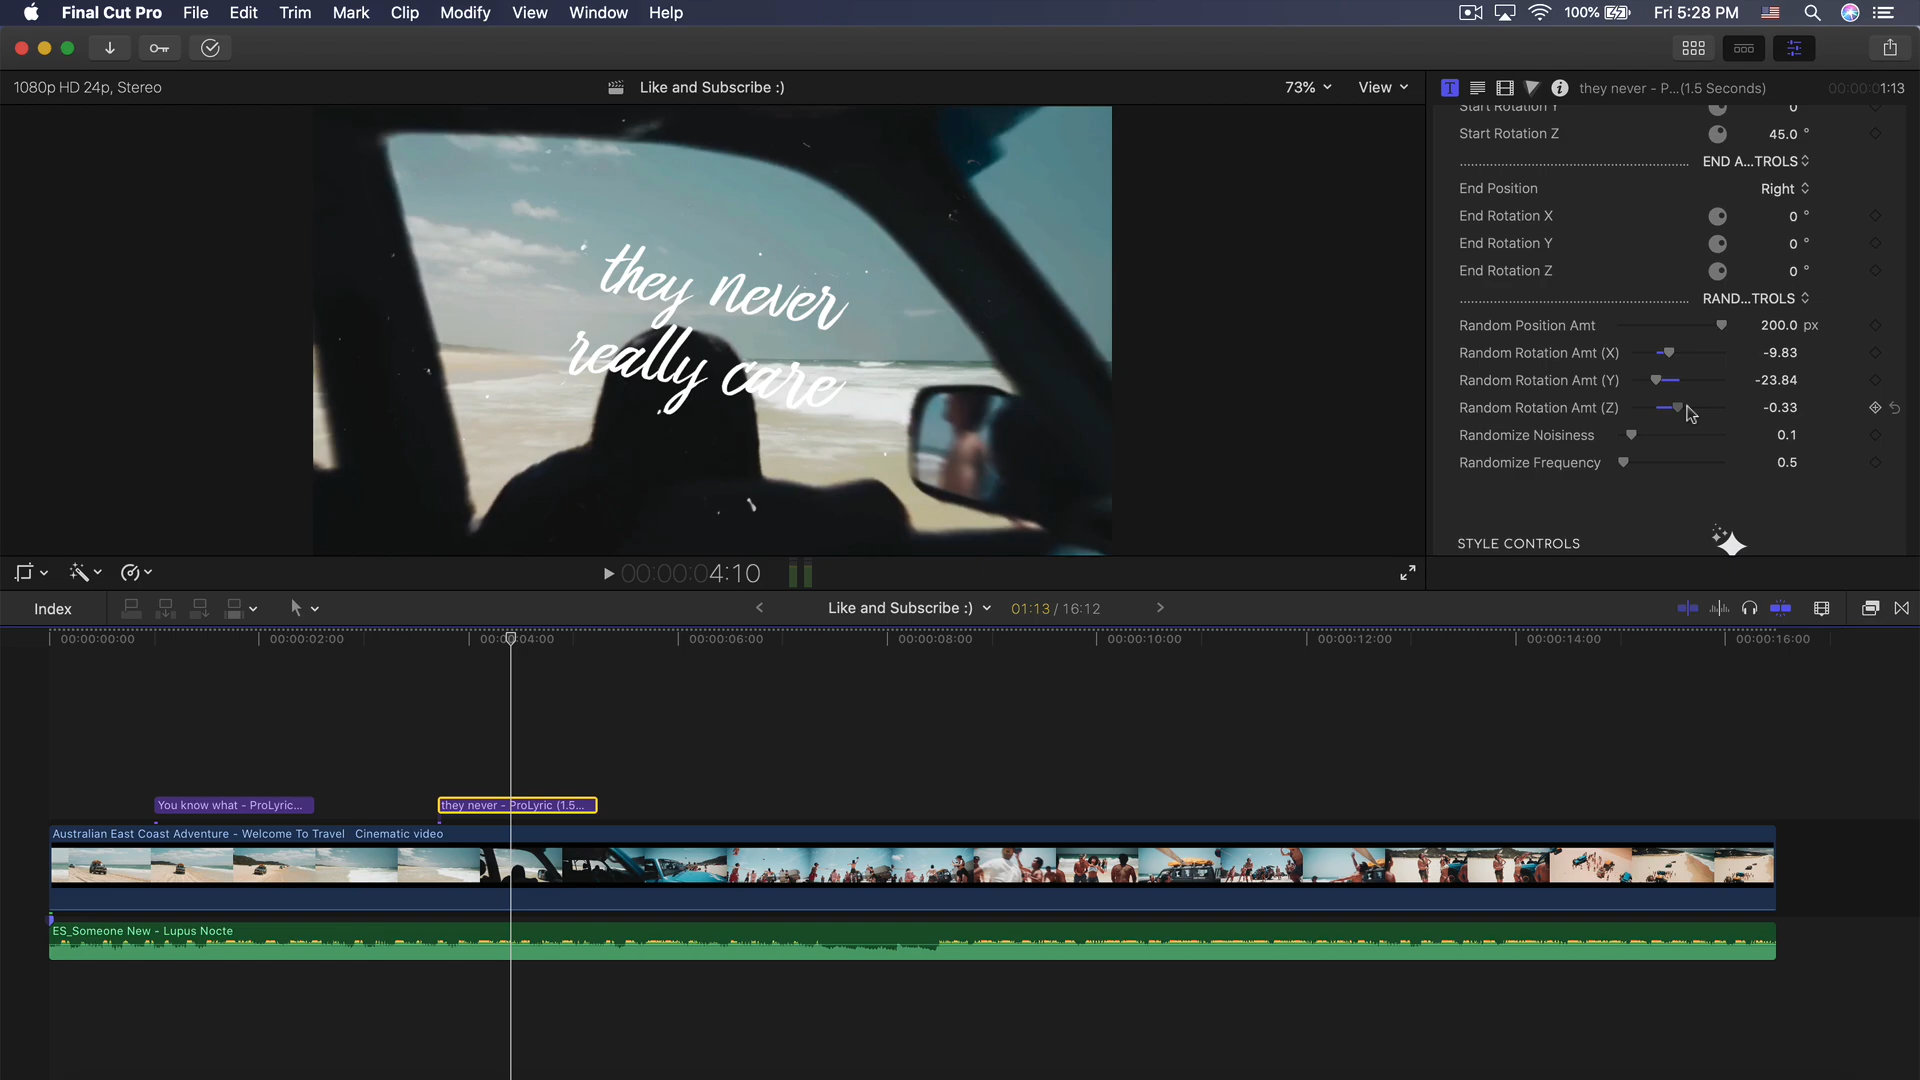 Final Cut Pro File Edit Trim Mark Clip Modify View Window Help 100% Fri 5:28 PM
1080p HD 24p, Stereo Like and Subscribe :) 73% View T they never - P...(1.5 Seconds) 00:00:01:13
Start Rotation Y 0
Start Rotation Z 45.0 °
END A...TROLS
End Position Right
End Rotation X 0 °
End Rotation Y 0 °
End Rotation Z 0 °
RAND...TROLS
Random Position Amt 200.0 px
Random Rotation Amt (X) -9.83
Random Rotation Amt (Y) -23.84
Random Rotation Amt (Z) -0.33
Randomize Noisiness 0.1
Randomize Frequency 0.5
STYLE CONTROLS
they never
really care
00:00:04:10
Index Like and Subscribe :) 01:13 / 16:12
00:00:00:00 00:00:02:00 00:00:04:00 00:00:06:00 00:00:08:00 00:00:10:00 00:00:12:00 00:00:14:00 00:00:16:00
You know what - ProLyric... they never - ProLyric (1.5...
Australian East Coast Adventure - Welcome To Travel Cinematic video
ES_Someone New - Lupus Nocte